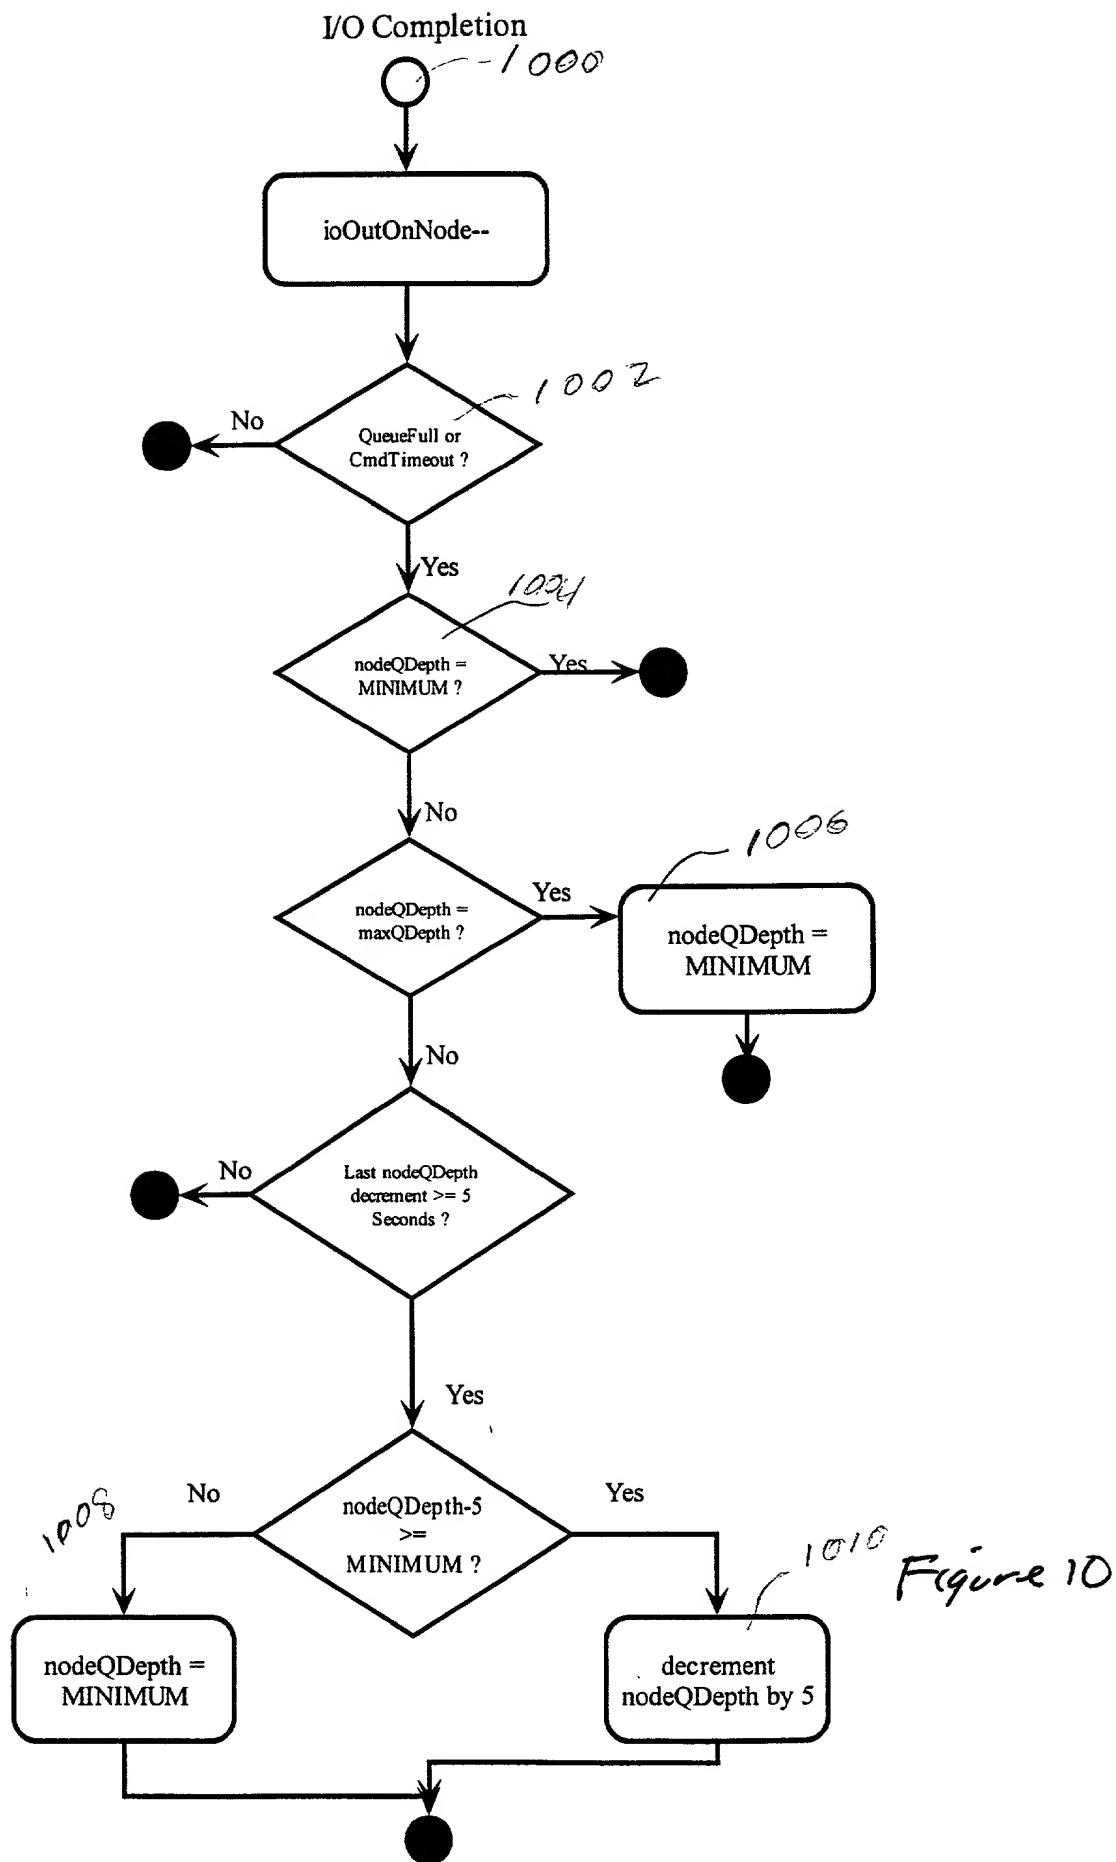 I/O Completion
1000
ioOutOnNode--
1002
No
QueueFull or
CmdTimeout ?
Yes
1004
nodeQDepth =
MINIMUM ?
Yes
No
1006
nodeQDepth =
maxQDepth ?
Yes
nodeQDepth =
MINIMUM
No
No
Last nodeQDepth
decrement >= 5
Seconds ?
Yes
No
nodeQDepth-5
>=
MINIMUM ?
Yes
1008
1010
Figure 10
nodeQDepth =
MINIMUM
decrement
nodeQDepth by 5